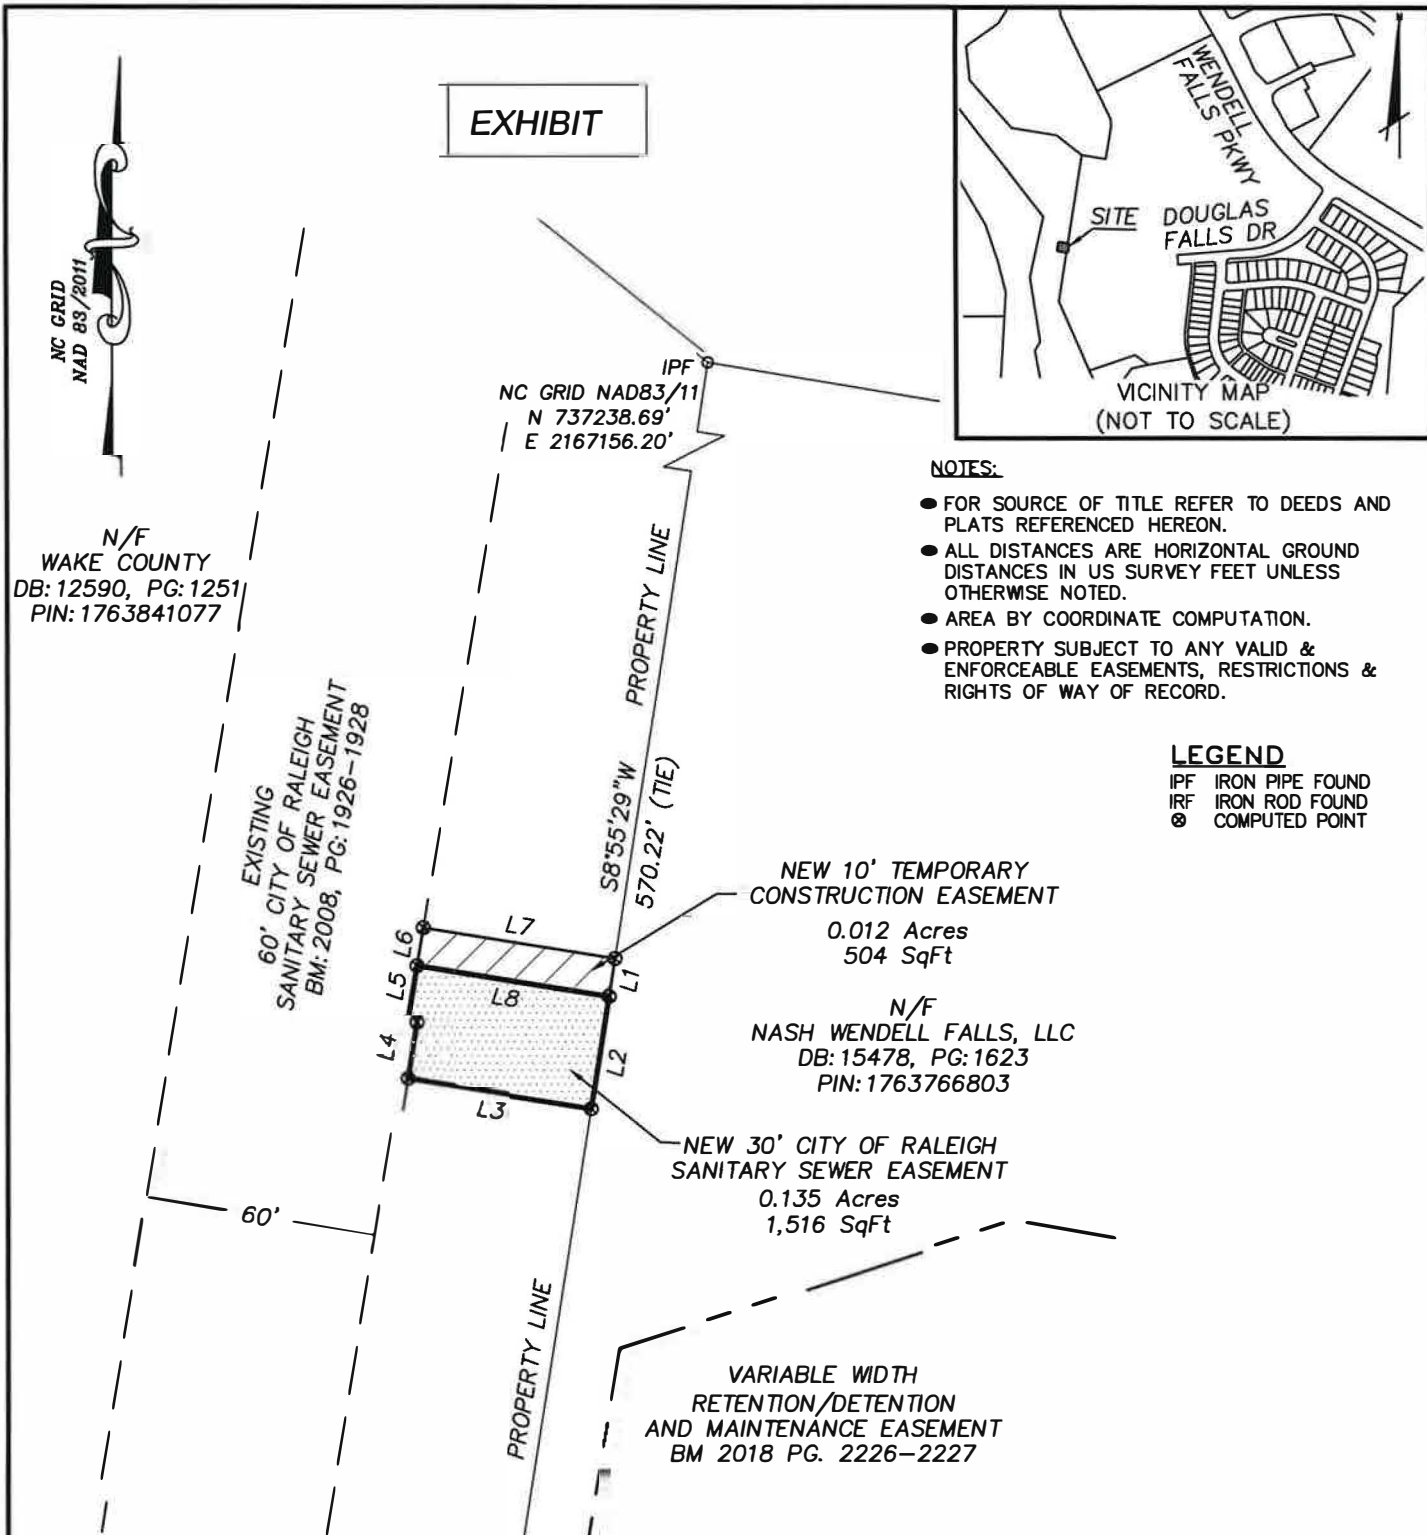 EXHIBIT
NC GRID
NAD 83/2011
WENDELL
FALLS PKWY
SITE
DOUGLAS
FALLS DR
VICINITY MAP
(NOT TO SCALE)
IPF
NC GRID NAD83/11
N 737238.69'
E 2167156.20'
N/F
WAKE COUNTY
DB: 12590, PG: 1251
PIN: 1763841077
NOTES:
● FOR SOURCE OF TITLE REFER TO DEEDS AND
PLATS REFERENCED HEREON.
● ALL DISTANCES ARE HORIZONTAL GROUND
DISTANCES IN US SURVEY FEET UNLESS
OTHERWISE NOTED.
● AREA BY COORDINATE COMPUTATION.
● PROPERTY SUBJECT TO ANY VALID &
ENFORCEABLE EASEMENTS, RESTRICTIONS &
RIGHTS OF WAY OF RECORD.
LEGEND
IPF IRON PIPE FOUND
IRF IRON ROD FOUND
⊗ COMPUTED POINT
PROPERTY LINE
S8°55'29"W
570.22' (TIE)
EXISTING
60' CITY OF RALEIGH
SANITARY SEWER EASEMENT
BM: 2008, PG: 1926-1928
NEW 10' TEMPORARY
CONSTRUCTION EASEMENT
0.012 Acres
504 SqFt
L7
L6
L1
L5
L8
L4
L2
L3
N/F
NASH WENDELL FALLS, LLC
DB: 15478, PG: 1623
PIN: 1763766803
NEW 30' CITY OF RALEIGH
SANITARY SEWER EASEMENT
0.135 Acres
1,516 SqFt
60'
PROPERTY LINE
VARIABLE WIDTH
RETENTION/DETENTION
AND MAINTENANCE EASEMENT
BM 2018 PG. 2226-2227